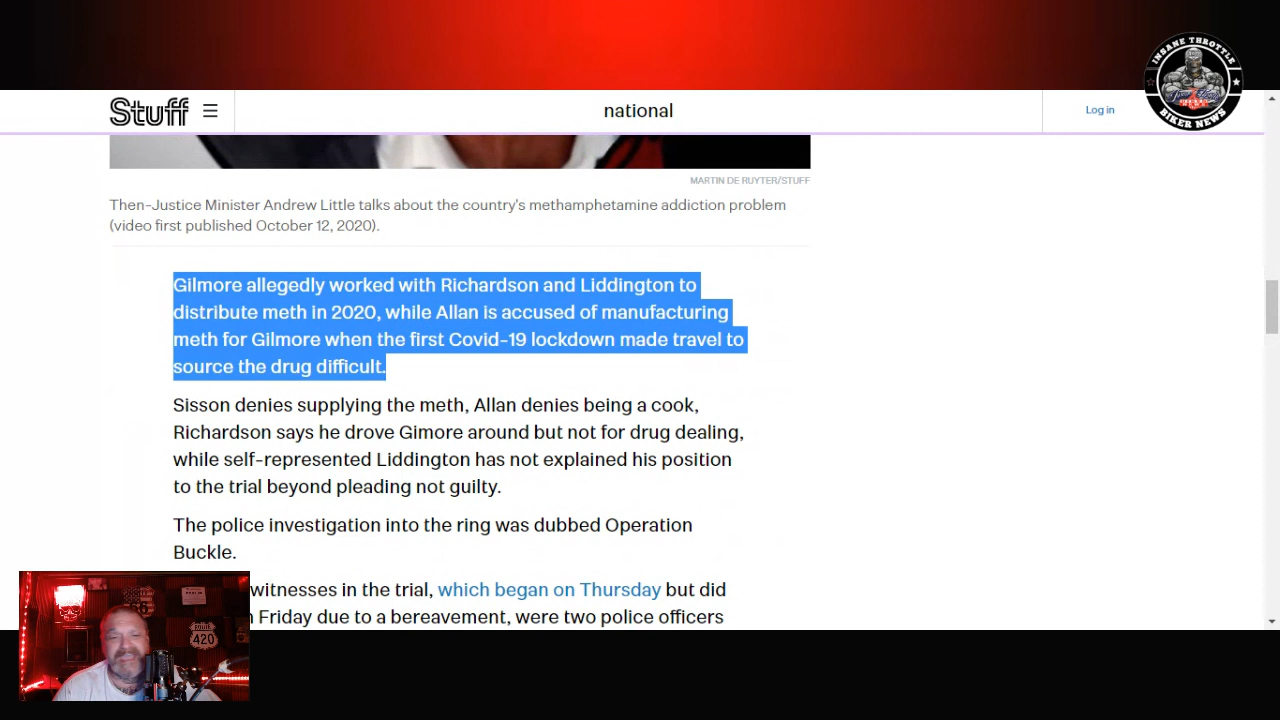 INSANE THROTTLE
BIKER NEWS
Stuff
national
Log in
MARTIN DE RUYTER/STUFF
Then-Justice Minister Andrew Little talks about the country's methamphetamine addiction problem
(video first published October 12, 2020).
Gilmore allegedly worked with Richardson and Liddington to
distribute meth in 2020, while Allan is accused of manufacturing
meth for Gilmore when the first Covid-19 lockdown made travel to
source the drug difficult.
Sisson denies supplying the meth, Allan denies being a cook,
Richardson says he drove Gimore around but not for drug dealing,
while self-represented Liddington has not explained his position
to the trial beyond pleading not guilty.
The police investigation into the ring was dubbed Operation
Buckle.
witnesses in the trial, which began on Thursday but did
Friday due to a bereavement, were two police officers
420